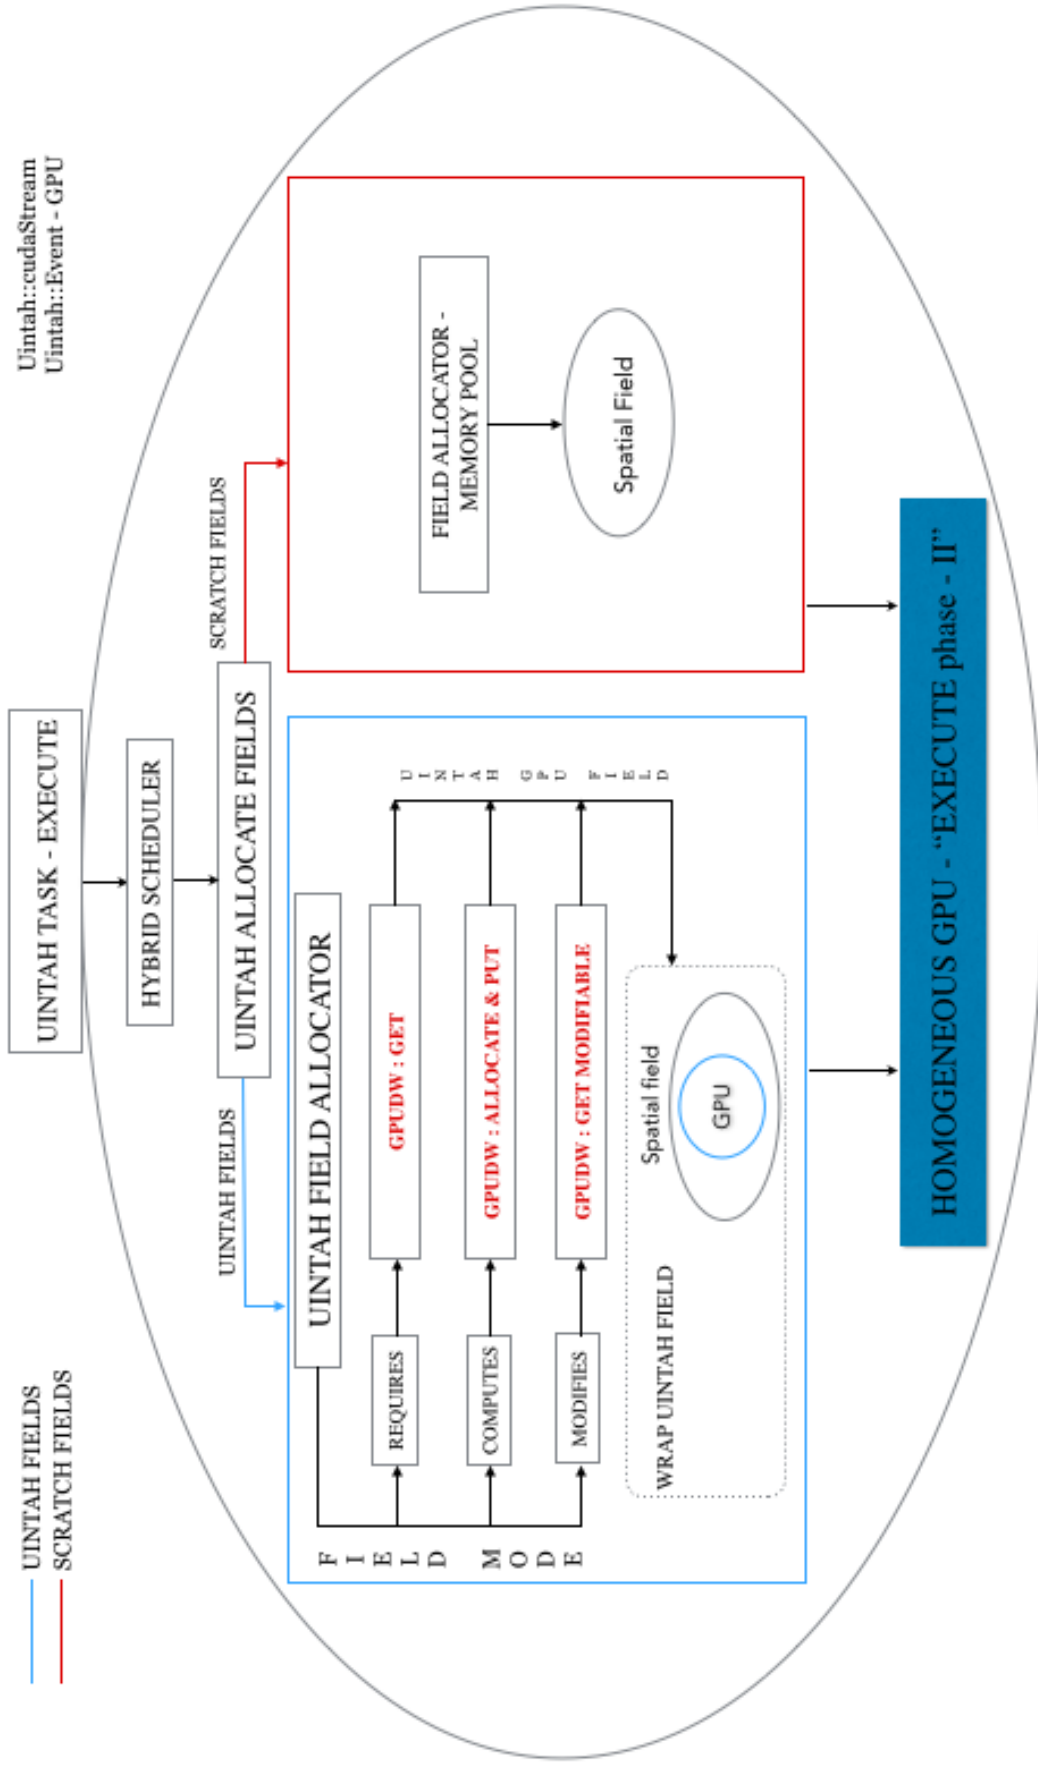 UINTAH FIELDS
SCRATCH FIELDS
Uintah::cudaStream
Uintah::Event - GPU
UINTAH TASK - EXECUTE
HYBRID SCHEDULER
UINTAH ALLOCATE FIELDS
UINTAH FIELDS
SCRATCH FIELDS
UINTAH FIELD ALLOCATOR
FIELD MODE
REQUIRES
GPUDW : GET
COMPUTES
GPUDW : ALLOCATE & PUT
MODIFIES
GPUDW : GET MODIFIABLE
UINTAH GPU FIELD
WRAP UINTAH FIELD
Spatial field
GPU
FIELD ALLOCATOR -
MEMORY POOL
Spatial Field
HOMOGENEOUS GPU - “EXECUTE phase - II”